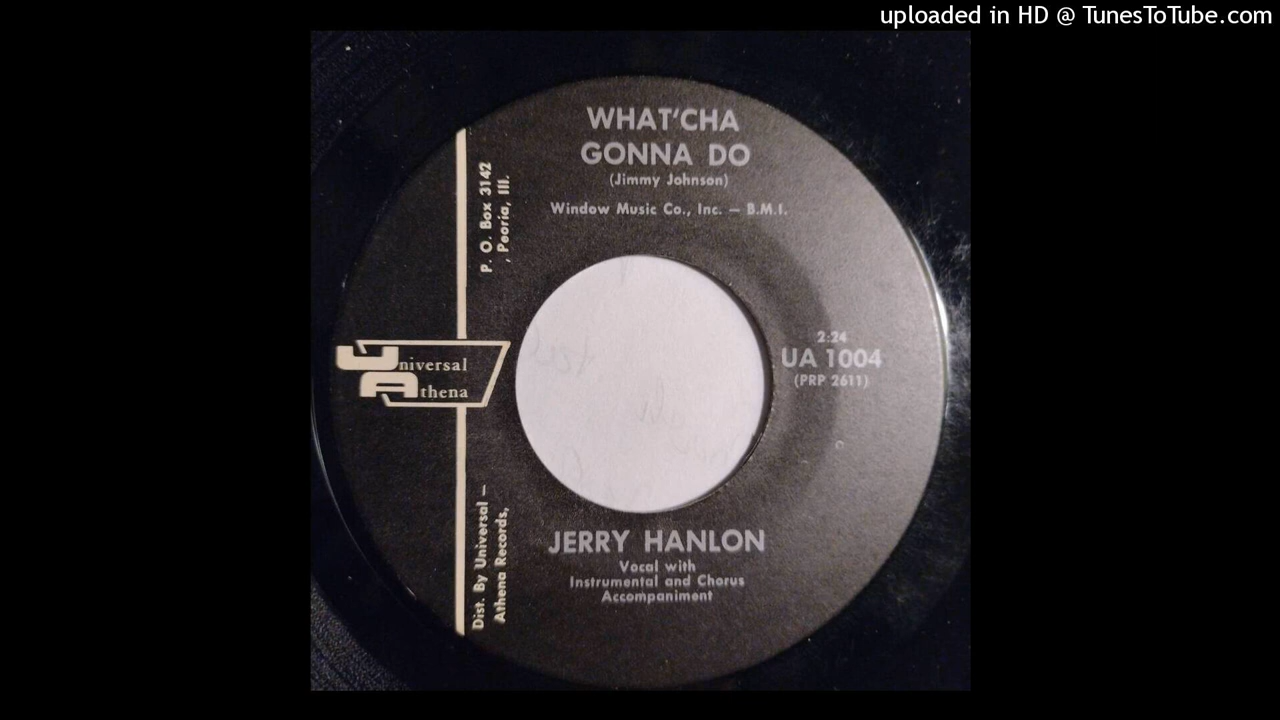 uploaded in HD @ TunesToTube.com
WHAT'CHA
GONNA DO
(Jimmy Johnson)
Window Music Co., Inc. — B.M.I.
P. O. Box 3142
, Peoria, Ill.
Universal
Athena
2:24
UA 1004
(PRP 2611)
Dist. By Universal —
Athena Records,
JERRY HANLON
Vocal with
Instrumental and Chorus
Accompaniment